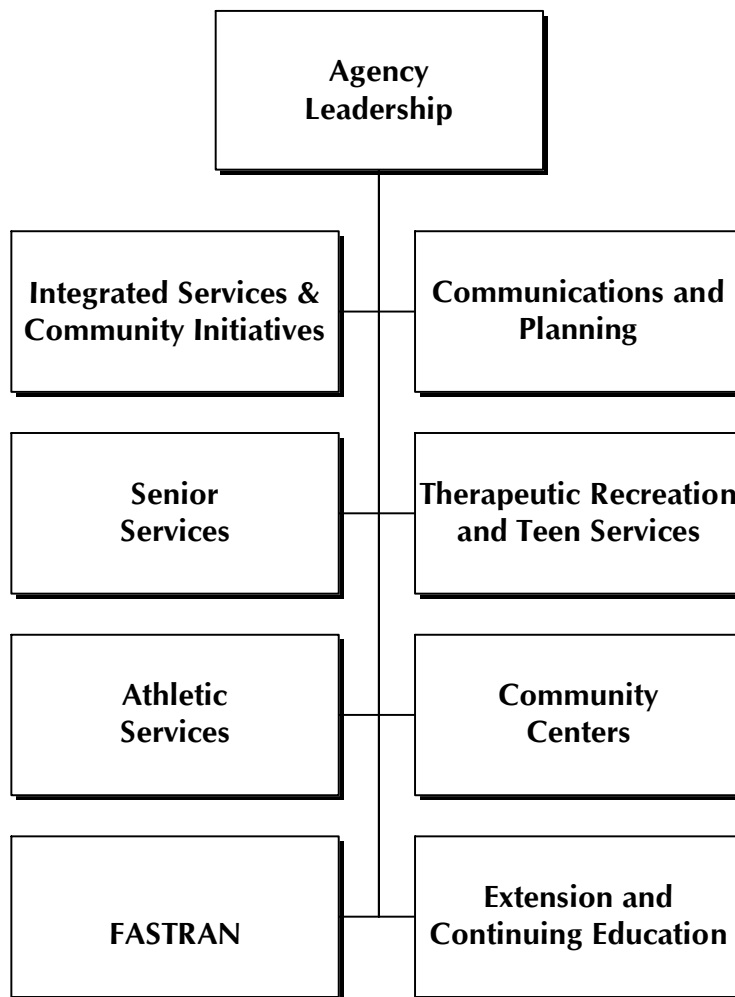 Agency
Leadership
Integrated Services &
Community Initiatives
Communications and
Planning
Senior
Services
Therapeutic Recreation
and Teen Services
Athletic
Services
Community
Centers
FASTRAN
Extension and
Continuing Education